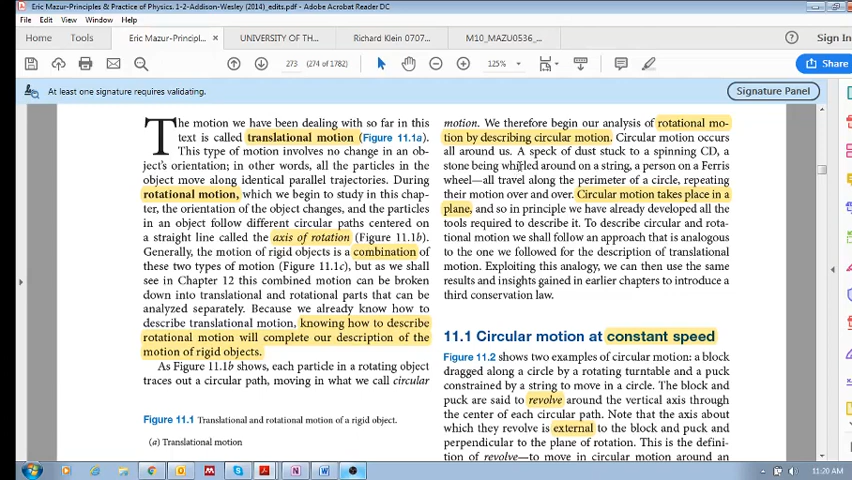 Eric Mazur-Principles & Practice of Physics. 1-2-Addison-Wesley (2014)_edits.pdf - Adobe Acrobat Reader DC
File Edit View Window Help
Home Tools Eric Mazur-Principl... × UNIVERSITY OF TH... Richard Klein 0707... M10_MAZU0536_... Sign In
273 (274 of 1782) 125% Share
At least one signature requires validating. Signature Panel
The motion we have been dealing with so far in this
text is called translational motion (Figure 11.1a).
This type of motion involves no change in an ob-
ject's orientation; in other words, all the particles in the
object move along identical parallel trajectories. During
rotational motion, which we begin to study in this chap-
ter, the orientation of the object changes, and the particles
in an object follow different circular paths centered on
a straight line called the axis of rotation (Figure 11.1b).
Generally, the motion of rigid objects is a combination of
these two types of motion (Figure 11.1c), but as we shall
see in Chapter 12 this combined motion can be broken
down into translational and rotational parts that can be
analyzed separately. Because we already know how to
describe translational motion, knowing how to describe
rotational motion will complete our description of the
motion of rigid objects.
As Figure 11.1b shows, each particle in a rotating object
traces out a circular path, moving in what we call circular
Figure 11.1 Translational and rotational motion of a rigid object.
(a) Translational motion
motion. We therefore begin our analysis of rotational mo-
tion by describing circular motion. Circular motion occurs
all around us. A speck of dust stuck to a spinning CD, a
stone being whirled around on a string, a person on a Ferris
wheel—all travel along the perimeter of a circle, repeating
their motion over and over. Circular motion takes place in a
plane, and so in principle we have already developed all the
tools required to describe it. To describe circular and rota-
tional motion we shall follow an approach that is analogous
to the one we followed for the description of translational
motion. Exploiting this analogy, we can then use the same
results and insights gained in earlier chapters to introduce a
third conservation law.
11.1 Circular motion at constant speed
Figure 11.2 shows two examples of circular motion: a block
dragged along a circle by a rotating turntable and a puck
constrained by a string to move in a circle. The block and
puck are said to revolve around the vertical axis through
the center of each circular path. Note that the axis about
which they revolve is external to the block and puck and
perpendicular to the plane of rotation. This is the defini-
tion of revolve—to move in circular motion around an
11:20 AM